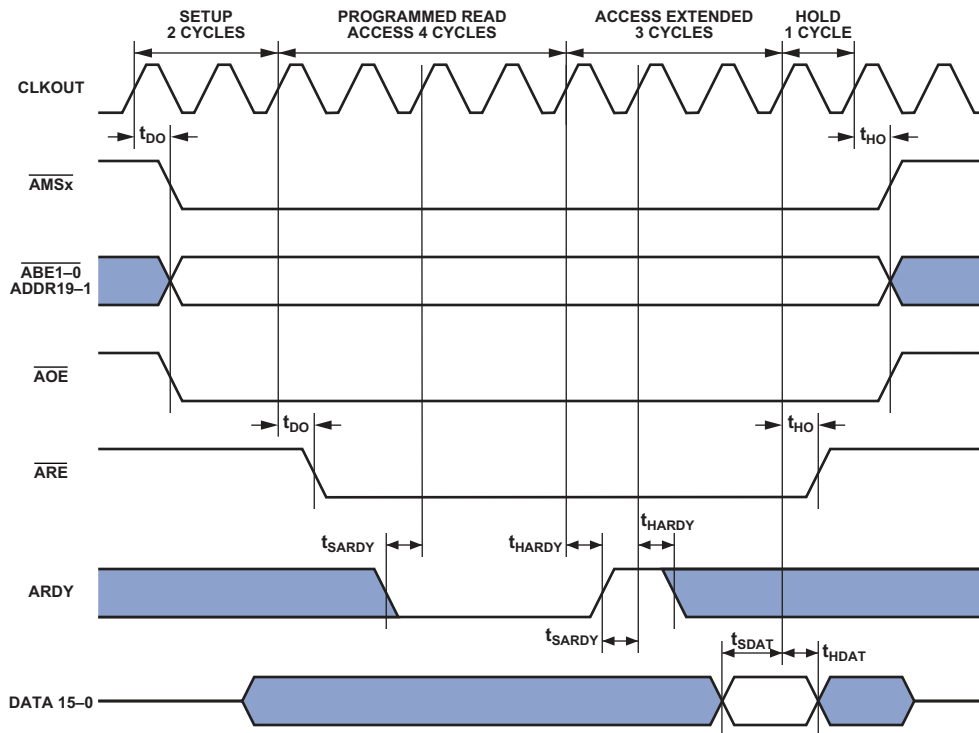 SETUP
2 CYCLES
PROGRAMMED READ
ACCESS 4 CYCLES
ACCESS EXTENDED
3 CYCLES
HOLD
1 CYCLE
CLKOUT
tDO
tHO
AMSx
ABE1–0
ADDR19–1
AOE
tDO
tHO
ARE
tSARDY
tHARDY
tHARDY
ARDY
tSARDY
tSDAT
tHDAT
DATA 15–0